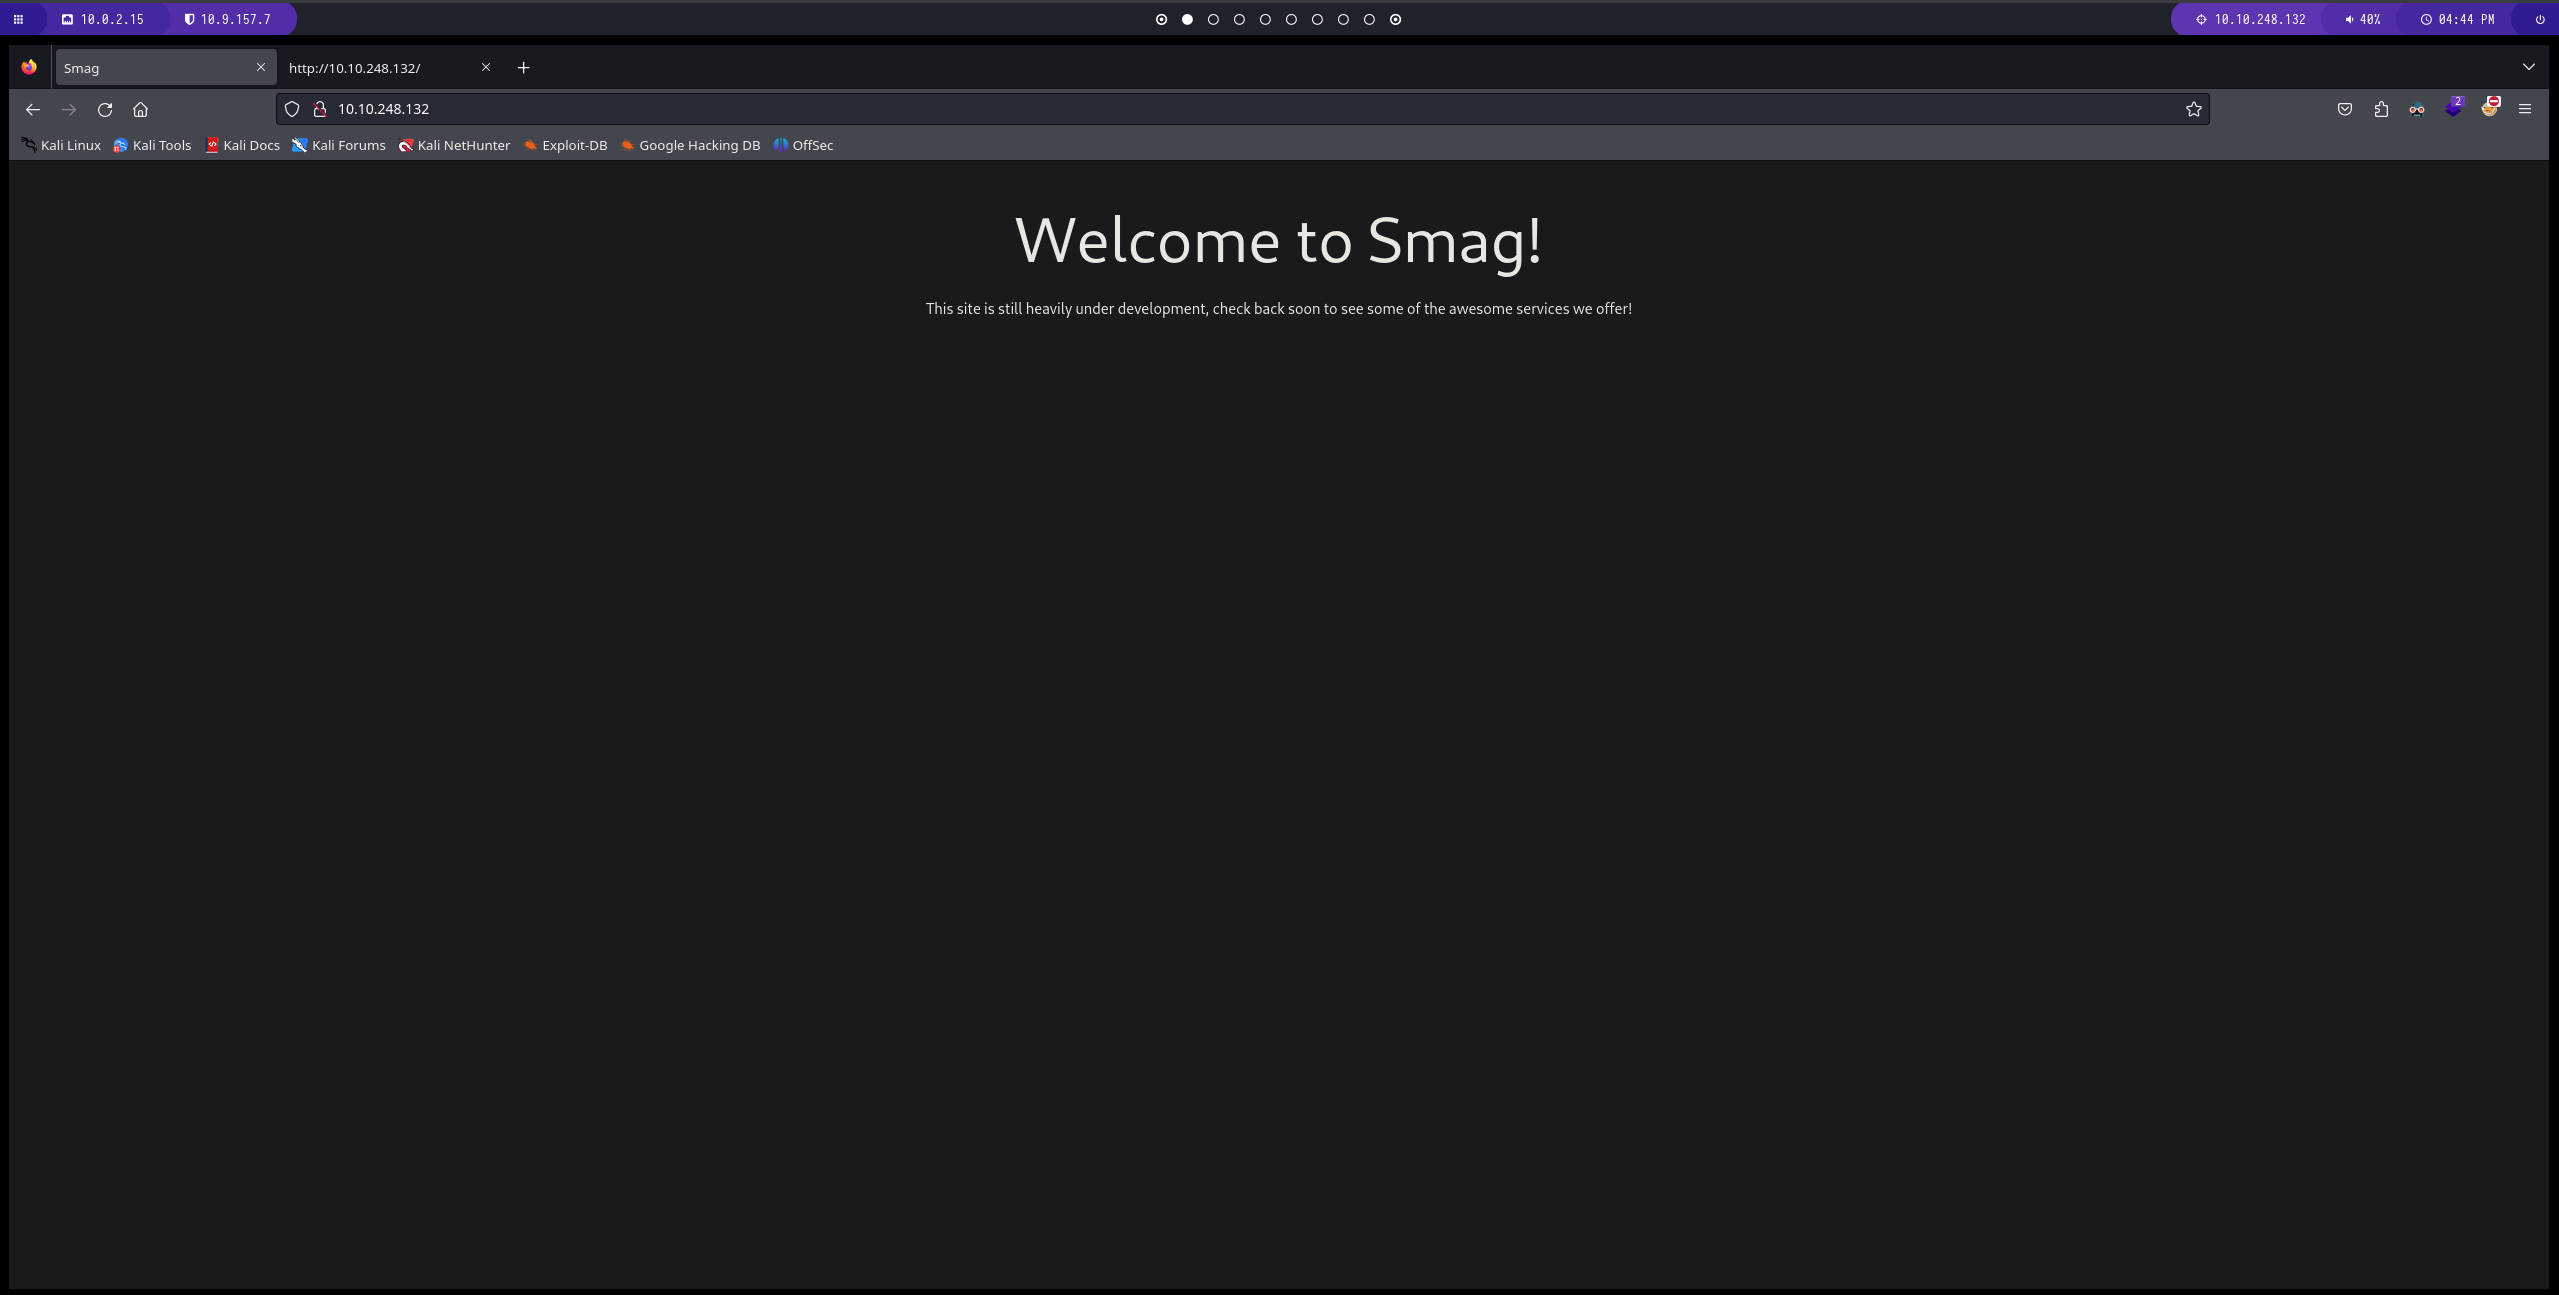 10.0.2.15 10.9.157.7 10.10.248.132 40% 04:44 PM
Smag http://10.10.248.132/
10.10.248.132 2
Kali Linux Kali Tools Kali Docs Kali Forums Kali NetHunter Exploit-DB Google Hacking DB OffSec
Welcome to Smag!
This site is still heavily under development, check back soon to see some of the awesome services we offer!